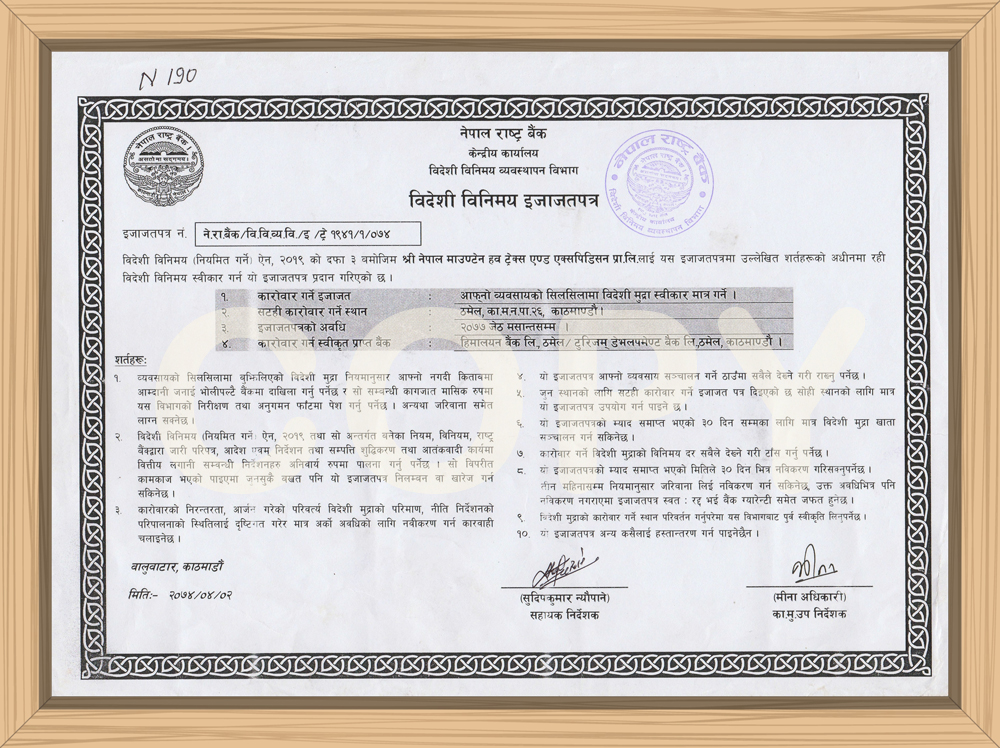 N 190
नेपाल राष्ट्र बैंक
केन्द्रीय कार्यालय
विदेशी विनिमय व्यवस्थापन विभाग
विदेशी विनिमय इजाजतपत्र
इजाजतपत्र नं. ने.रा.बैंक/वि.वि.व्य.वि./इ /ट्रे १९४१/१/०७४
विदेशी विनिमय (नियमित गर्ने) ऐन, २०१९ को दफा ३ बमोजिम श्री नेपाल माउण्टेन हव ट्रेक्स एण्ड एक्सपिडिसन प्रा.लि.लाई यस इजाजतपत्रमा उल्लेखित शर्तहरूको अधीनमा रही
विदेशी विनिमय स्वीकार गर्न यो इजाजतपत्र प्रदान गरिएको छ ।
१. कारोवार गर्ने इजाजत : आफ्नो व्यवसायको सिलसिलामा विदेशी मुद्रा स्वीकार मात्र गर्ने ।
२. सटही कारोवार गर्ने स्थान : ठमेल, का.म.न.पा.२६, काठमाण्डौ ।
३. इजाजतपत्रको अवधि : २०७७ जेठ मसान्तसम्म ।
४. कारोवार गर्न स्वीकृत प्राप्त बैंक : हिमालयन बैंक लि.,ठमेल/ टुरिजम् डेभलपमेण्ट बैंक लि.,ठमेल, काठमाण्डौ ।
शर्तहरू:
१. व्यवसायको सिलसिलामा बुझिलिएको विदेशी मुद्रा नियमानुसार आफ्नो नगदी किताबमा
आम्दानी जनाई भोलीपल्टै बैंकमा दाखिला गर्नु पर्नेछ र सो सम्बन्धी कागजात मासिक रुपमा
यस विभागको निरीक्षण तथा अनुगमन फाँटमा पेश गर्नु पर्नेछ । अन्यथा जरिवाना समेत
लाग्न सक्नेछ ।
२. विदेशी विनिमय (नियमित गर्ने) ऐन, २०१९ तथा सो अन्तर्गत बनेका नियम, विनियम, राष्ट्र
बैंकद्वारा जारी परिपत्र, आदेश एवम् निर्देशन तथा सम्पत्ति शुद्धिकरण तथा आतंकवादी कार्यमा
वित्तीय लगानी सम्बन्धी निर्देशनहरु अनिवार्य रुपमा पालना गर्नु पर्नेछ । सो विपरीत
कामकाज भएको पाइएमा जुनसुकै बखत पनि यो इजाजतपत्र निलम्बन वा खारेज गर्न
सकिनेछ ।
३. कारोवारको निरन्तरता, आर्जन गरेको परिवर्त्य विदेशी मुद्राको परिमाण, नीति निर्देशनको
परिपालनाको स्थितिलाई दृष्टिगत गरेर मात्र अर्को अवधिको लागि नवीकरण गर्न कारवाही
चलाइनेछ ।
४. यो इजाजतपत्र आफ्नो व्यवसाय सञ्चालन गर्ने ठाउँमा सबैले देख्ने गरी राख्नु पर्नेछ ।
५. जुन स्थानको लागि सटही कारोवार गर्ने इजाजत पत्र दिइएको छ सोही स्थानको लागि मात्र
यो इजाजतपत्र उपयोग गर्न पाइने छ ।
६. यो इजाजतपत्रको म्याद समाप्त भएको ३० दिन सम्मका लागि मात्र विदेशी मुद्रा खाता
सञ्चालन गर्न सकिनेछ ।
७. कारोवार गर्ने विदेशी मुद्राको विनिमय दर सबैले देख्ने गरी टाँस गर्नु पर्नेछ ।
८. यो इजाजतपत्रको म्याद समाप्त भएको मितिले ३० दिन भित्र नविकरण गरिसक्नुपर्नेछ ।
तीन महिनासम्म नियमानुसार जरिवाना लिई नविकरण गर्न सकिनेछ, उक्त अवधिभित्र पनि
नविकरण नगराएमा इजाजतपत्र स्वत : रद्द भई बैंक ग्यारेन्टी समेत जफत हुनेछ ।
९. विदेशी मुद्राको कारोवार गर्ने स्थान परिवर्तन गर्नुपरेमा यस विभागबाट पुर्व स्वीकृति लिनुपर्नेछ ।
१०. यो इजाजतपत्र अन्य कसैलाई हस्तान्तरण गर्न पाइनेछैन ।
वालुवाटार, काठमाडौं
मिति:- २०७४/०४/०२
(सुदिपकुमार न्यौपाने)
सहायक निर्देशक
(मीना अधिकारी)
का.मु.उप निर्देशक
COPY